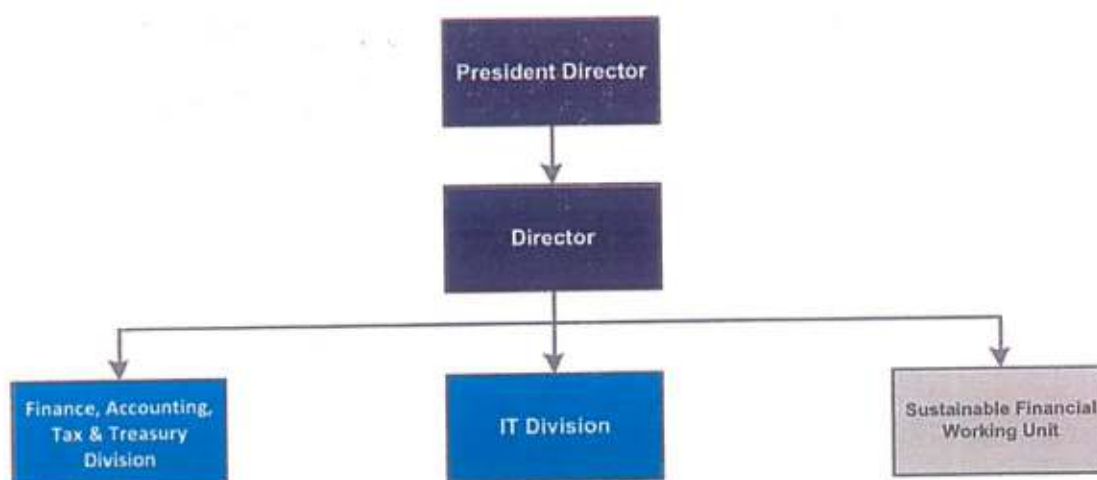 President Director
Director
Finance, Accounting,
Tax & Treasury
Division
IT Division
Sustainable Financial
Working Unit